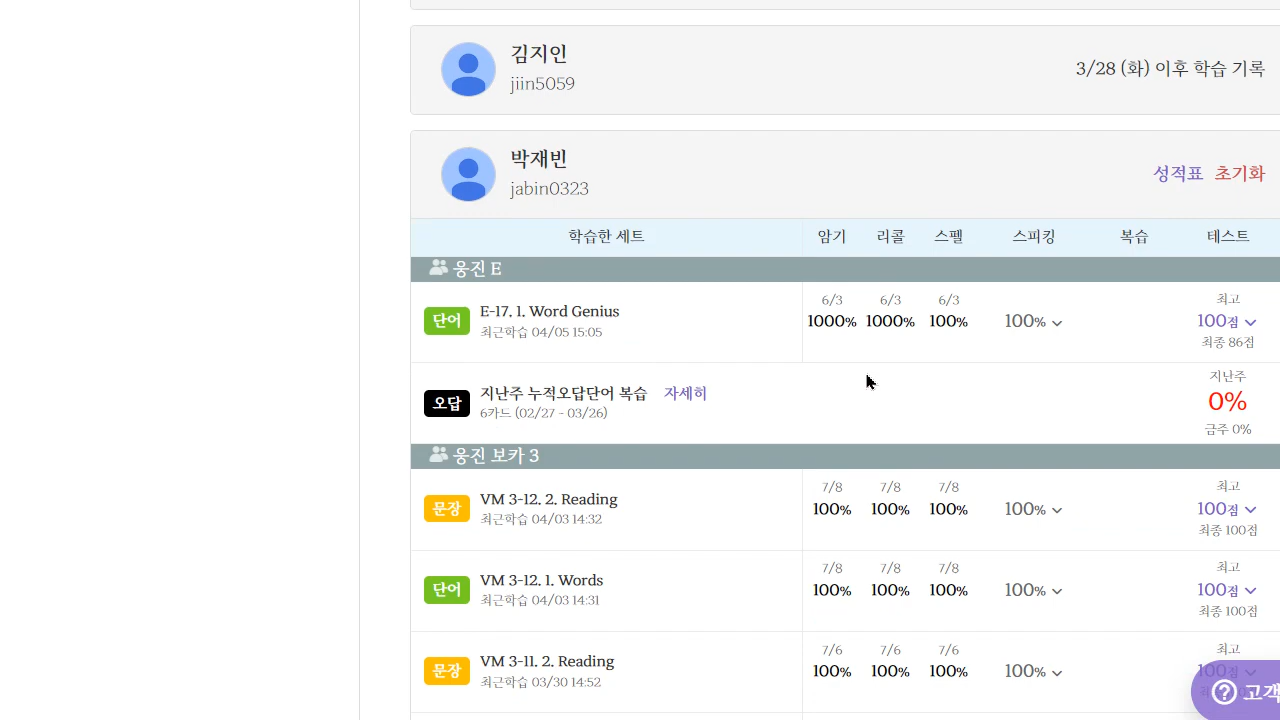 김지인
jiin5059
3/28 (화) 이후 학습 기록
박재빈
jabin0323
성적표 초기화
학습한 세트 암기 리콜 스펠 스피킹 복습 테스트
웅진 E
단어 E-17. 1. Word Genius
최근학습 04/05 15:05
6/3 6/3 6/3 최고
1000% 1000% 100% 100% 100점
최종 86점
오답 지난주 누적오답단어 복습 자세히
6카드 (02/27 - 03/26)
지난주
0%
금주 0%
웅진 보카 3
문장 VM 3-12. 2. Reading
최근학습 04/03 14:32
7/8 7/8 7/8 최고
100% 100% 100% 100% 100점
최종 100점
단어 VM 3-12. 1. Words
최근학습 04/03 14:31
7/8 7/8 7/8 최고
100% 100% 100% 100% 100점
최종 100점
문장 VM 3-11. 2. Reading
최근학습 03/30 14:52
7/6 7/6 7/6 최고
100% 100% 100% 100% 100점
고객